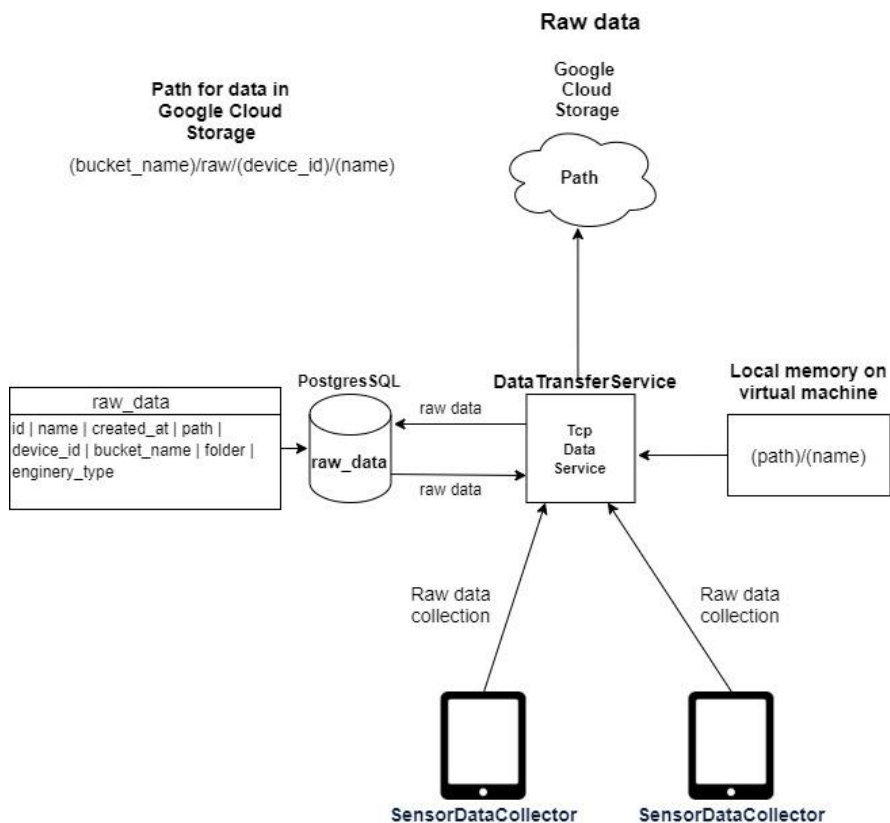 Raw data
Path for data in
Google Cloud
Storage
(bucket_name)/raw/(device_id)/(name)
Google
Cloud
Storage
Path
PostgresSQL
raw_data
raw_data
id | name | created_at | path |
device_id | bucket_name | folder |
enginery_type
raw data
raw data
DataTransferService
Tcp
Data
Service
Local memory on
virtual machine
(path)/(name)
Raw data
collection
Raw data
collection
SensorDataCollector
SensorDataCollector